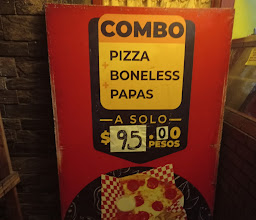 COMBO
PIZZA
+ BONELESS
+ PAPAS
A SOLO
$ 95.00
PESOS